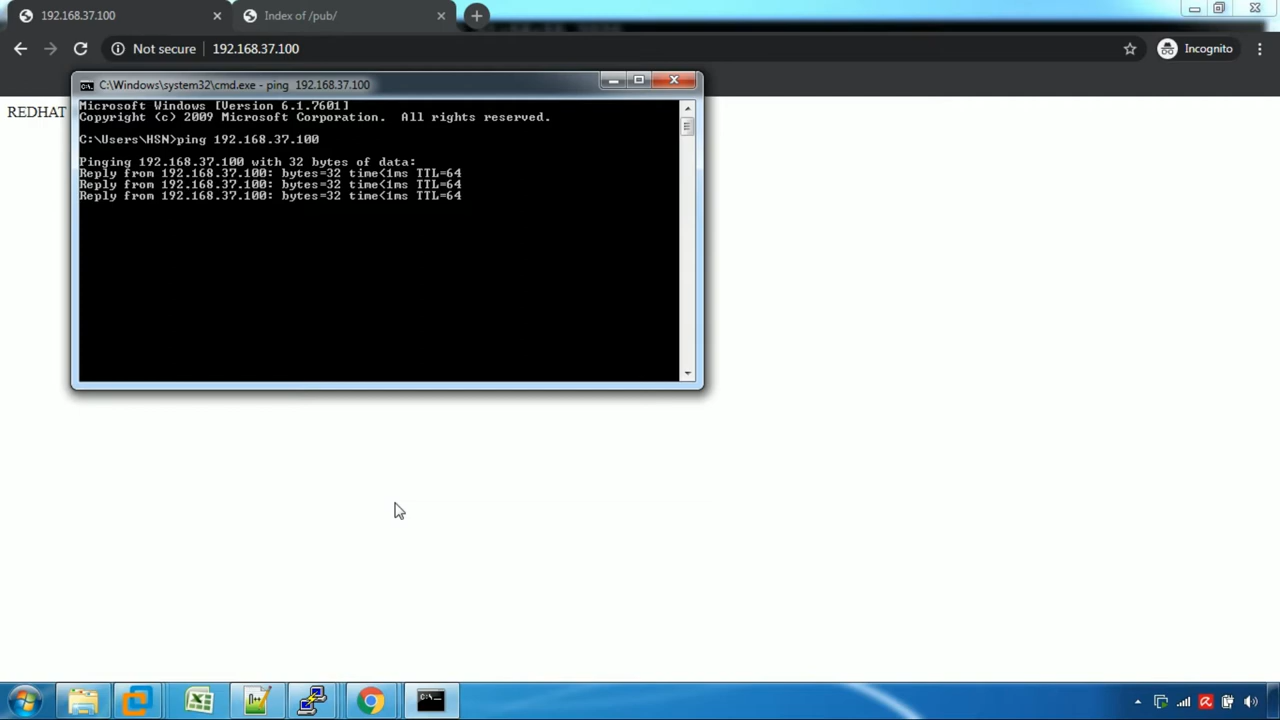 192.168.37.100
Index of /pub/
Not secure
192.168.37.100
Incognito
C:\Windows\system32\cmd.exe - ping 192.168.37.100
REDHAT
Microsoft Windows [Version 6.1.7601]
Copyright (c) 2009 Microsoft Corporation.  All rights reserved.
C:\Users\HSN>ping 192.168.37.100
Pinging 192.168.37.100 with 32 bytes of data:
Reply from 192.168.37.100: bytes=32 time<1ms TTL=64
Reply from 192.168.37.100: bytes=32 time<1ms TTL=64
Reply from 192.168.37.100: bytes=32 time<1ms TTL=64